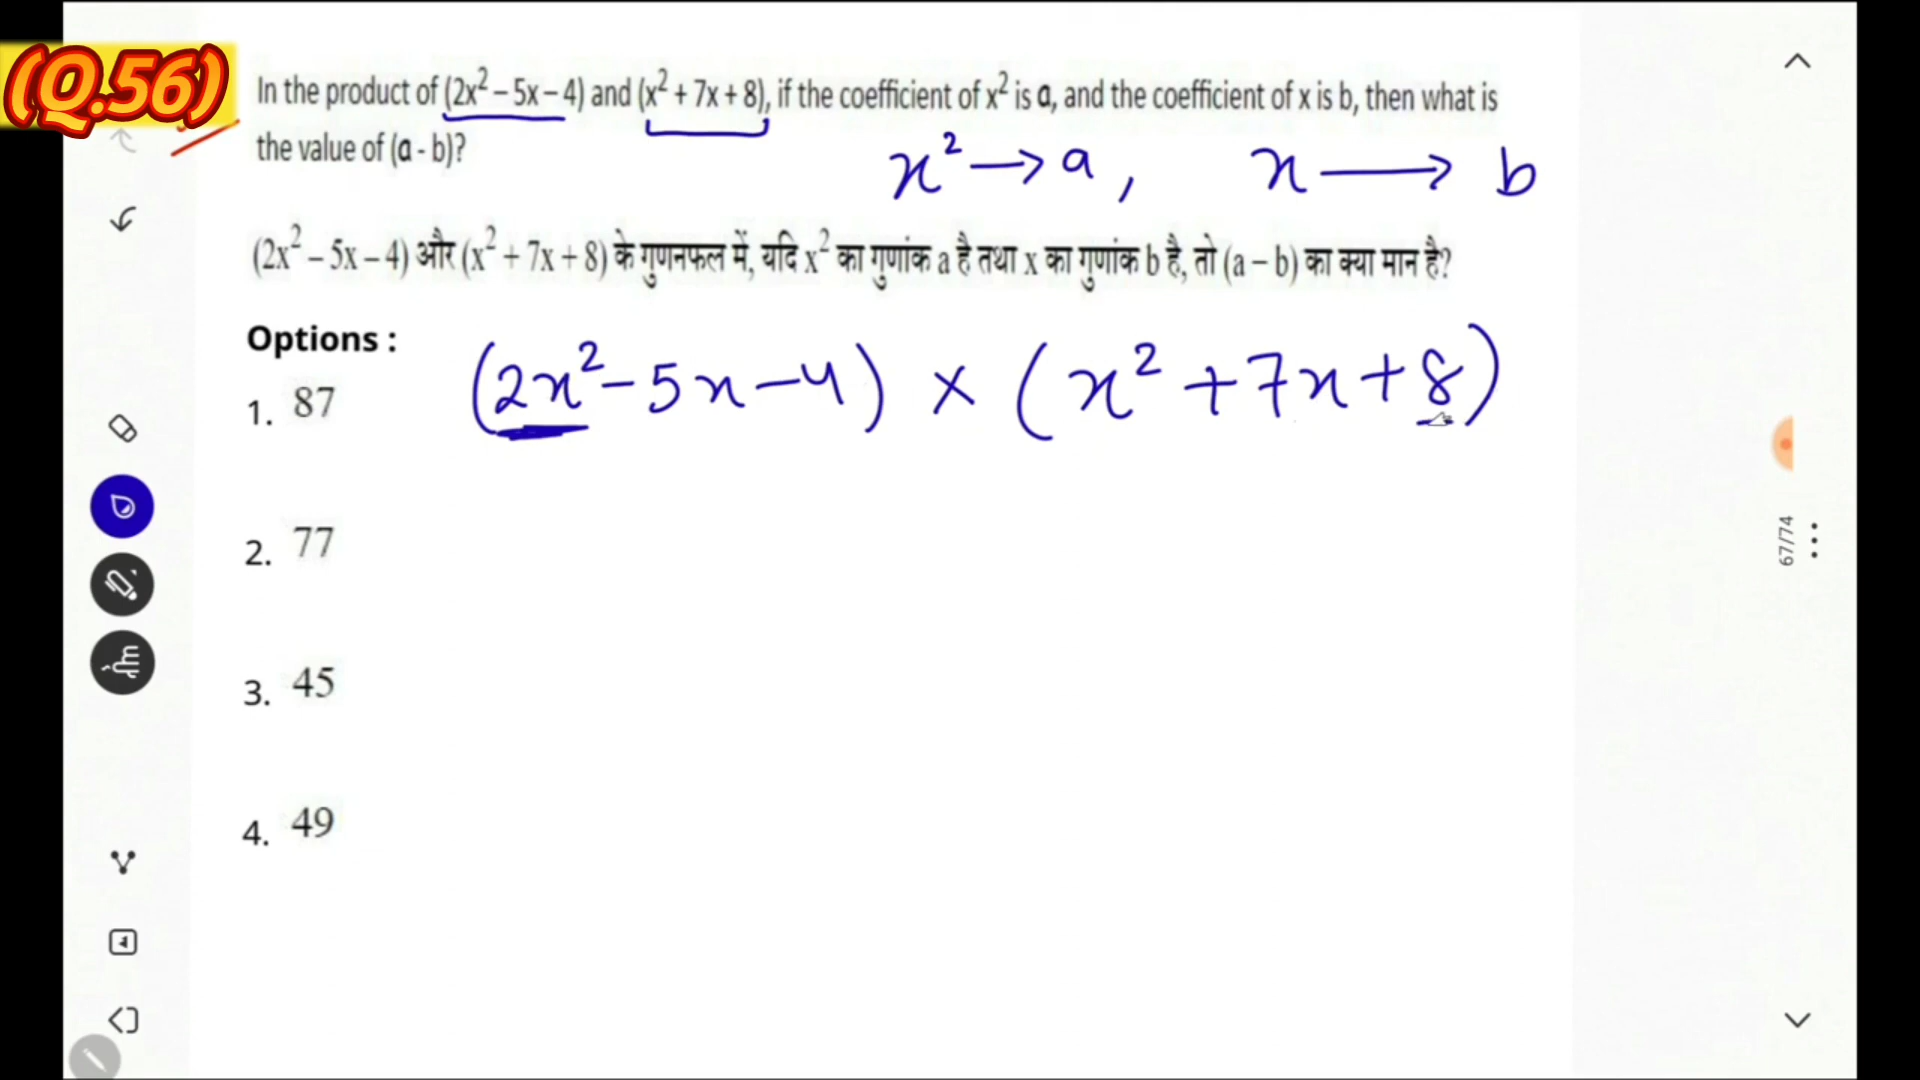 (Q.56)
In the product of (2x² – 5x – 4) and (x² + 7x + 8), if the coefficient of x² is a, and the coefficient of x is b, then what is
the value of (a - b)?
x² → a , x → b
(2x² – 5x – 4) और (x² + 7x + 8) के गुणनफल में, यदि x² का गुणांक a है तथा x का गुणांक b है, तो (a – b) का क्या मान है?
Options :
(2x² – 5x – 4) × (x² + 7x + 8)
1. 87
2. 77
3. 45
4. 49
67/74